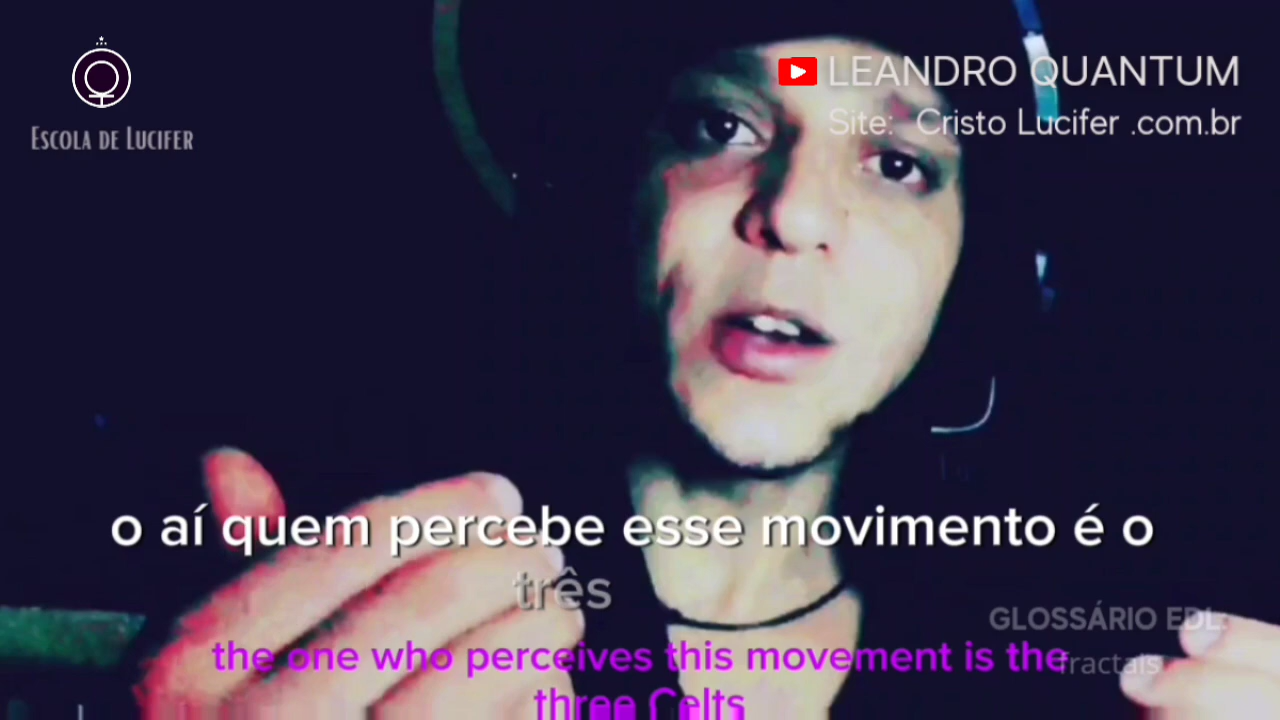 LEANDRO QUANTUM
Site: Cristo Lucifer .com.br
ESCOLA DE LUCIFER
o aí quem percebe esse movimento é o
três
GLOSSÁRIO EDL:
fractais
the one who perceives this movement is the
three Celts